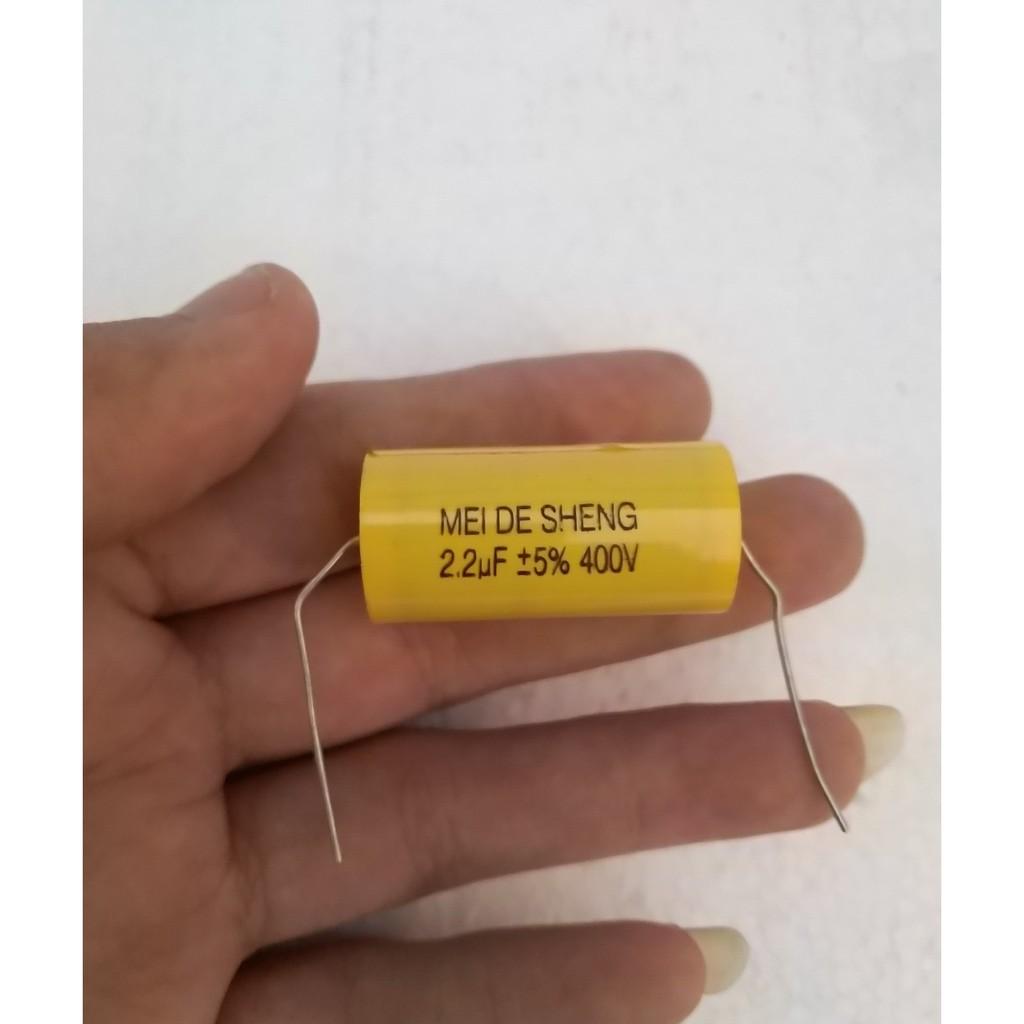 MEI DE SHENG
2.2µF ±5% 400V